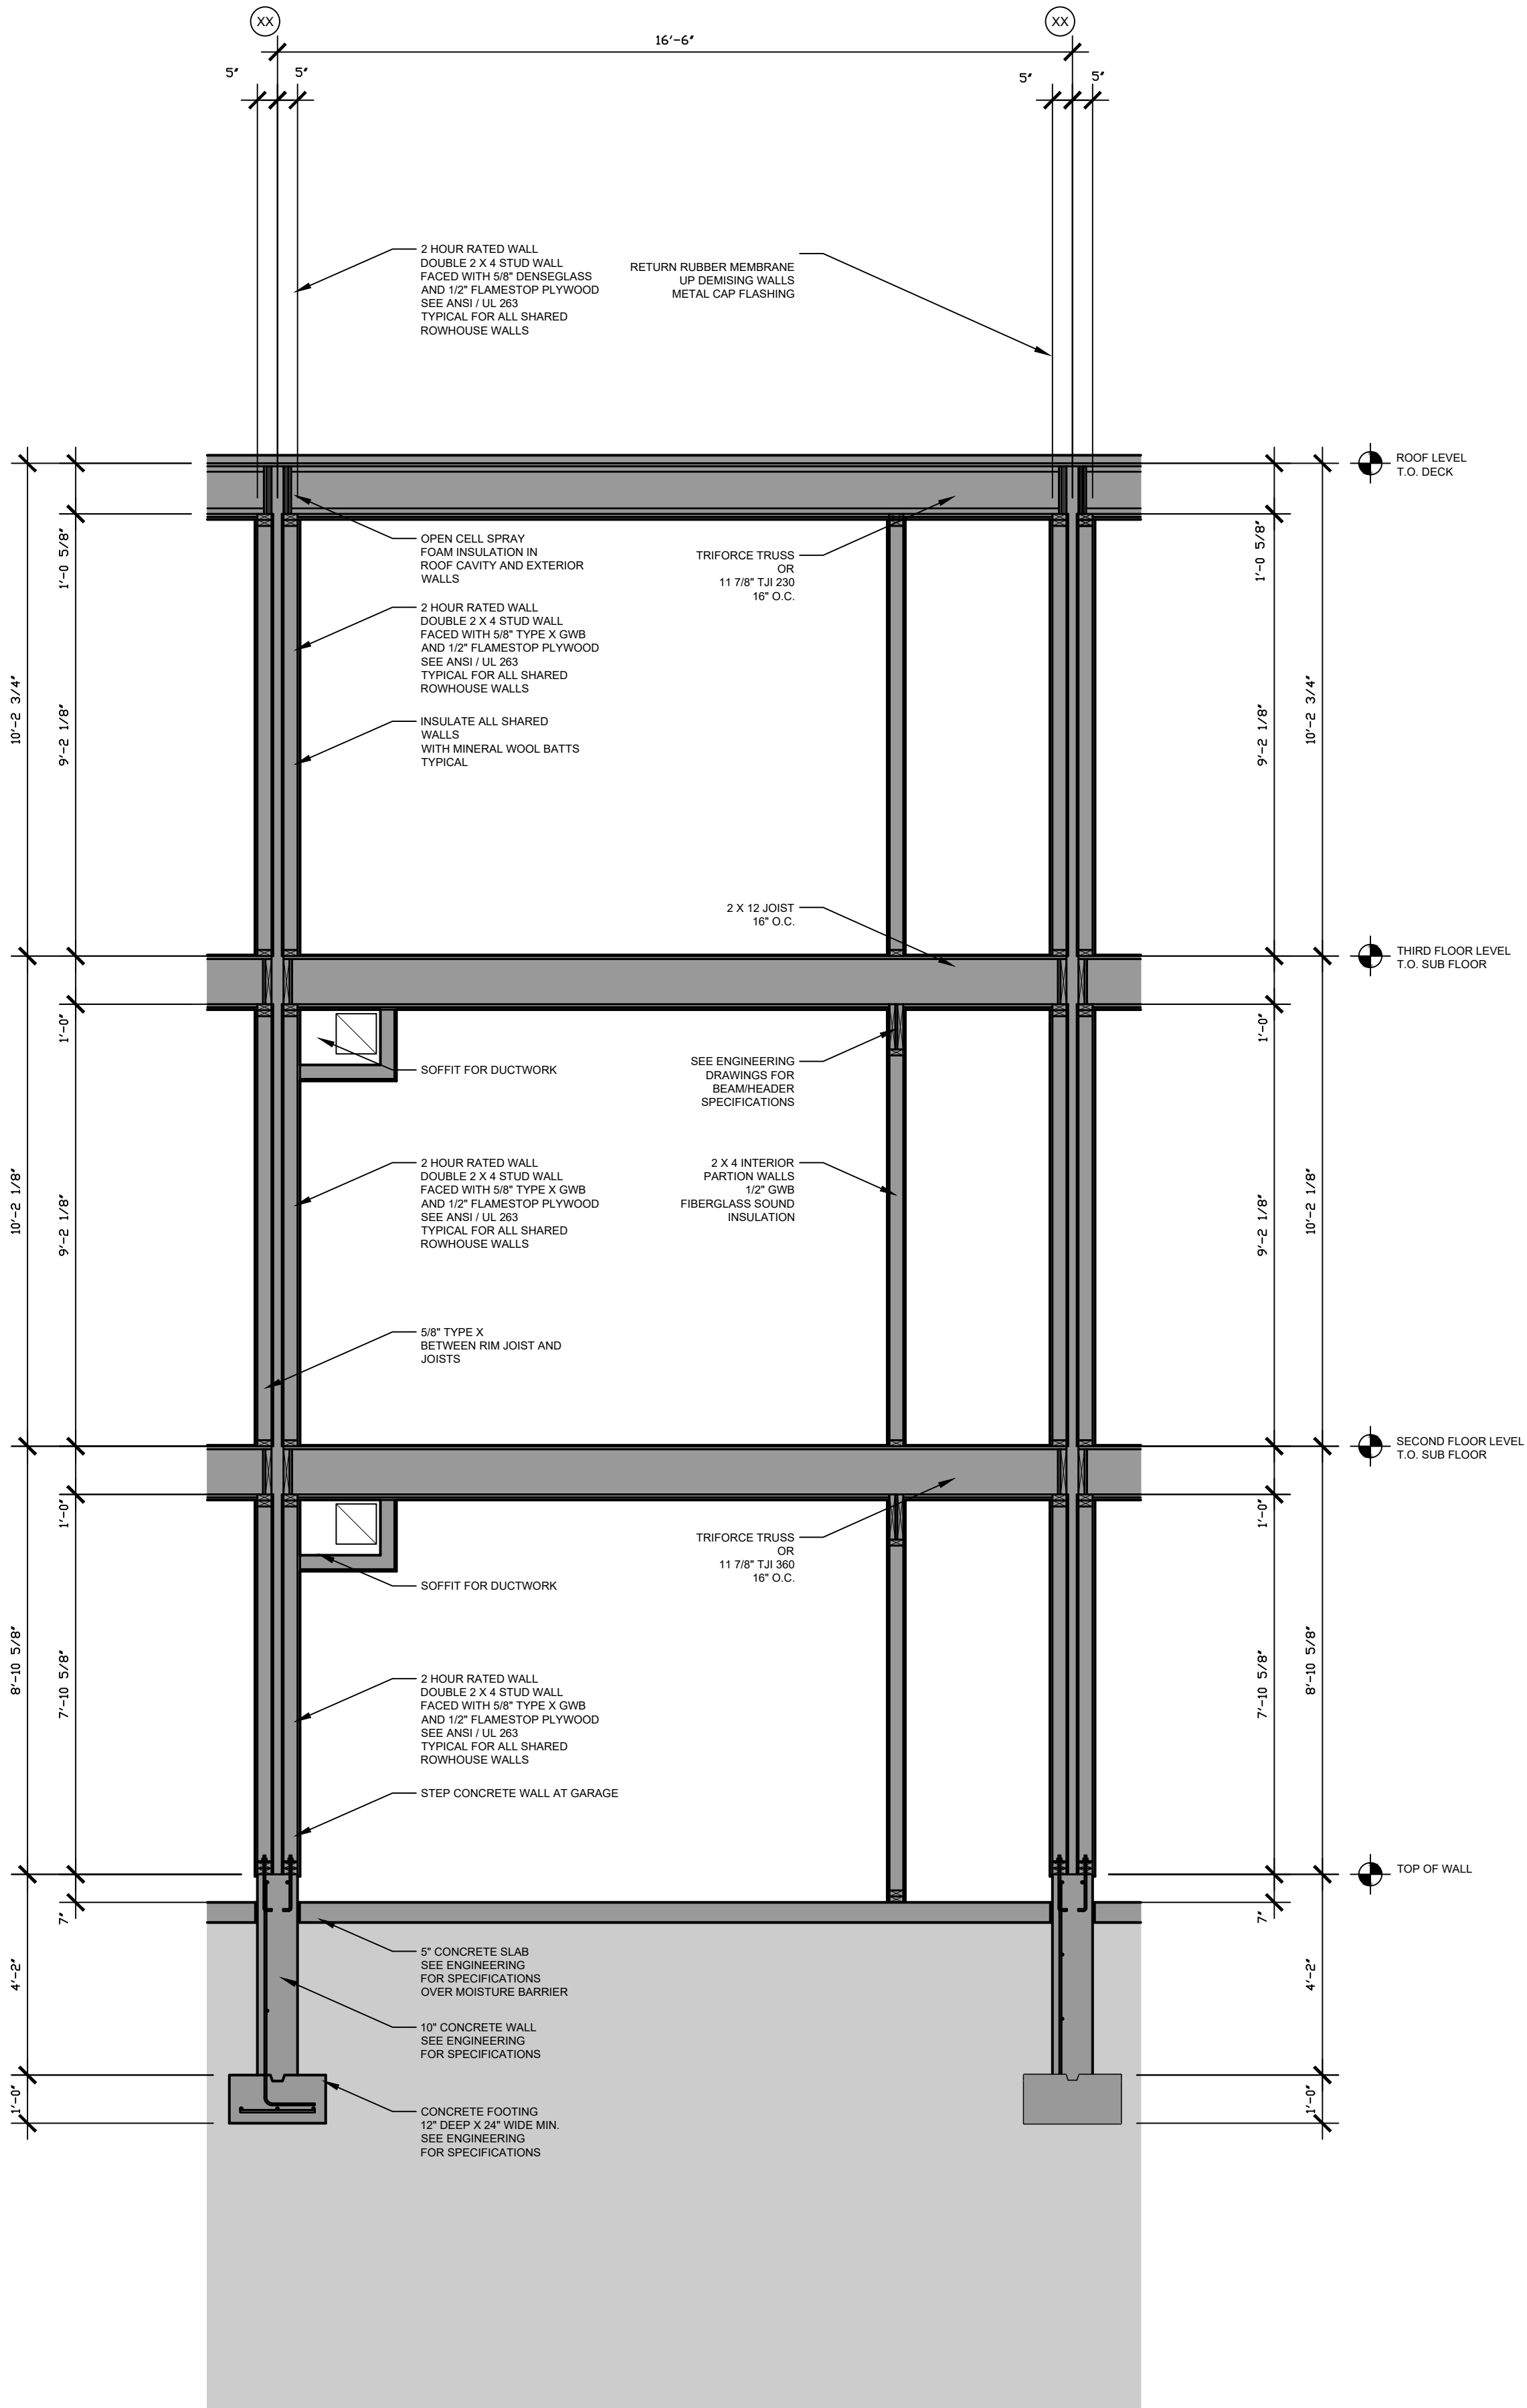 XX
XX
16'-6"
5"
5"
5"
5"
2 HOUR RATED WALL
DOUBLE 2 X 4 STUD WALL
FACED WITH 5/8" DENSEGLASS
AND 1/2" FLAMESTOP PLYWOOD
SEE ANSI / UL 263
TYPICAL FOR ALL SHARED
ROWHOUSE WALLS
RETURN RUBBER MEMBRANE
UP DEMISING WALLS
METAL CAP FLASHING
ROOF LEVEL
T.O. DECK
1'-0 5/8"
10'-2 3/4"
9'-2 1/8"
OPEN CELL SPRAY
FOAM INSULATION IN
ROOF CAVITY AND EXTERIOR
WALLS
TRIFORCE TRUSS
OR
11 7/8" TJI 230
16" O.C.
2 HOUR RATED WALL
DOUBLE 2 X 4 STUD WALL
FACED WITH 5/8" TYPE X GWB
AND 1/2" FLAMESTOP PLYWOOD
SEE ANSI / UL 263
TYPICAL FOR ALL SHARED
ROWHOUSE WALLS
INSULATE ALL SHARED
WALLS
WITH MINERAL WOOL BATTS
TYPICAL
1'-0 5/8"
9'-2 1/8"
10'-2 3/4"
2 X 12 JOIST
16" O.C.
THIRD FLOOR LEVEL
T.O. SUB FLOOR
1'-0"
10'-2 1/8"
9'-2 1/8"
SOFFIT FOR DUCTWORK
SEE ENGINEERING
DRAWINGS FOR
BEAM/HEADER
SPECIFICATIONS
2 HOUR RATED WALL
DOUBLE 2 X 4 STUD WALL
FACED WITH 5/8" TYPE X GWB
AND 1/2" FLAMESTOP PLYWOOD
SEE ANSI / UL 263
TYPICAL FOR ALL SHARED
ROWHOUSE WALLS
2 X 4 INTERIOR
PARTION WALLS
1/2" GWB
FIBERGLASS SOUND
INSULATION
5/8" TYPE X
BETWEEN RIM JOIST AND
JOISTS
1'-0"
9'-2 1/8"
10'-2 1/8"
SECOND FLOOR LEVEL
T.O. SUB FLOOR
1'-0"
8'-10 5/8"
7'-10 5/8"
TRIFORCE TRUSS
OR
11 7/8" TJI 360
16" O.C.
SOFFIT FOR DUCTWORK
2 HOUR RATED WALL
DOUBLE 2 X 4 STUD WALL
FACED WITH 5/8" TYPE X GWB
AND 1/2" FLAMESTOP PLYWOOD
SEE ANSI / UL 263
TYPICAL FOR ALL SHARED
ROWHOUSE WALLS
STEP CONCRETE WALL AT GARAGE
1'-0"
7'-10 5/8"
8'-10 5/8"
TOP OF WALL
7"
4'-2"
1'-0"
5" CONCRETE SLAB
SEE ENGINEERING
FOR SPECIFICATIONS
OVER MOISTURE BARRIER
10" CONCRETE WALL
SEE ENGINEERING
FOR SPECIFICATIONS
CONCRETE FOOTING
12" DEEP X 24" WIDE MIN.
SEE ENGINEERING
FOR SPECIFICATIONS
7"
4'-2"
1'-0"